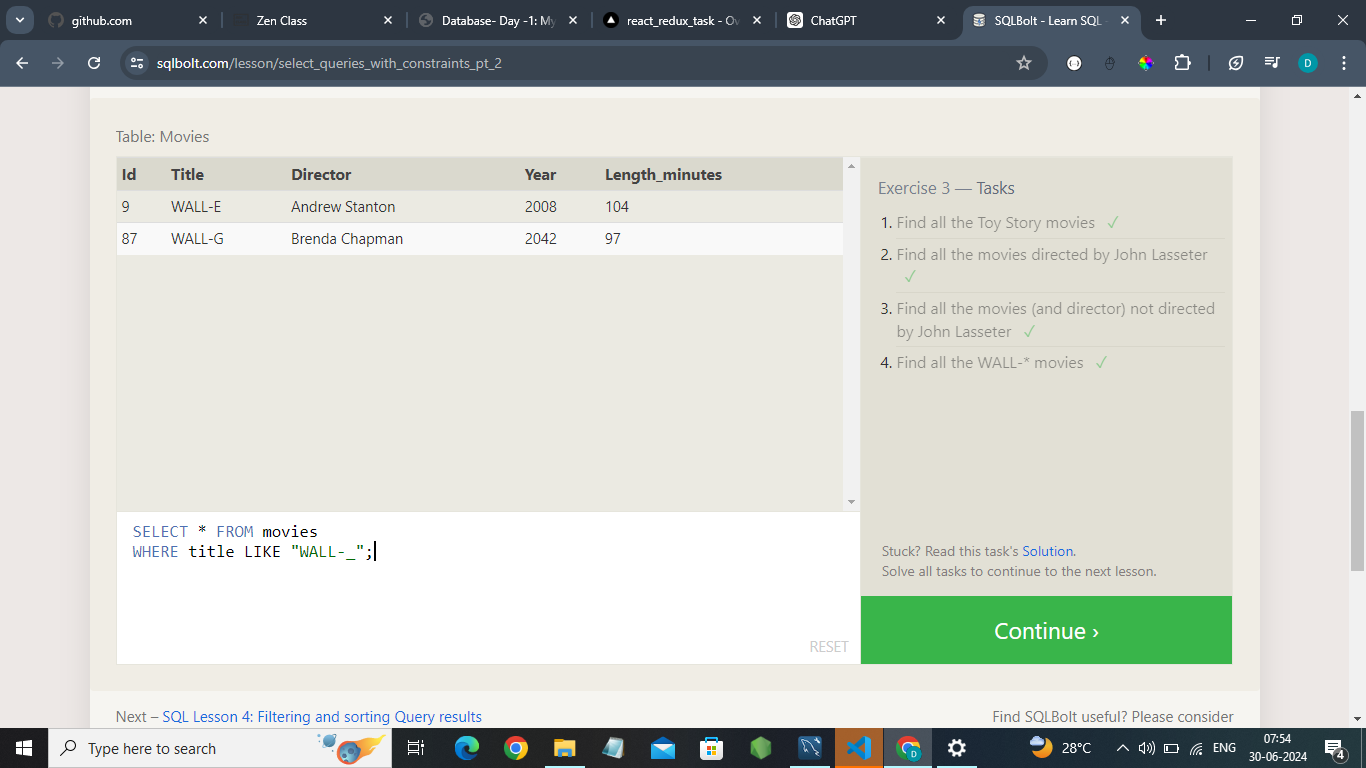 github.com
Zen Class
Database- Day -1: My
react_redux_task - Ov
ChatGPT
SQLBolt - Learn SQL -
sqlbolt.com/lesson/select_queries_with_constraints_pt_2
D
Table: Movies
Id Title Director Year Length_minutes
9 WALL-E Andrew Stanton 2008 104
87 WALL-G Brenda Chapman 2042 97
Exercise 3 — Tasks
1. Find all the Toy Story movies ✓
2. Find all the movies directed by John Lasseter
✓
3. Find all the movies (and director) not directed
by John Lasseter ✓
4. Find all the WALL-* movies ✓
SELECT * FROM movies
WHERE title LIKE "WALL-_";
RESET
Stuck? Read this task's Solution.
Solve all tasks to continue to the next lesson.
Continue ›
Next – SQL Lesson 4: Filtering and sorting Query results
Find SQLBolt useful? Please consider
Type here to search
D
28°C
ENG
07:54
30-06-2024
4